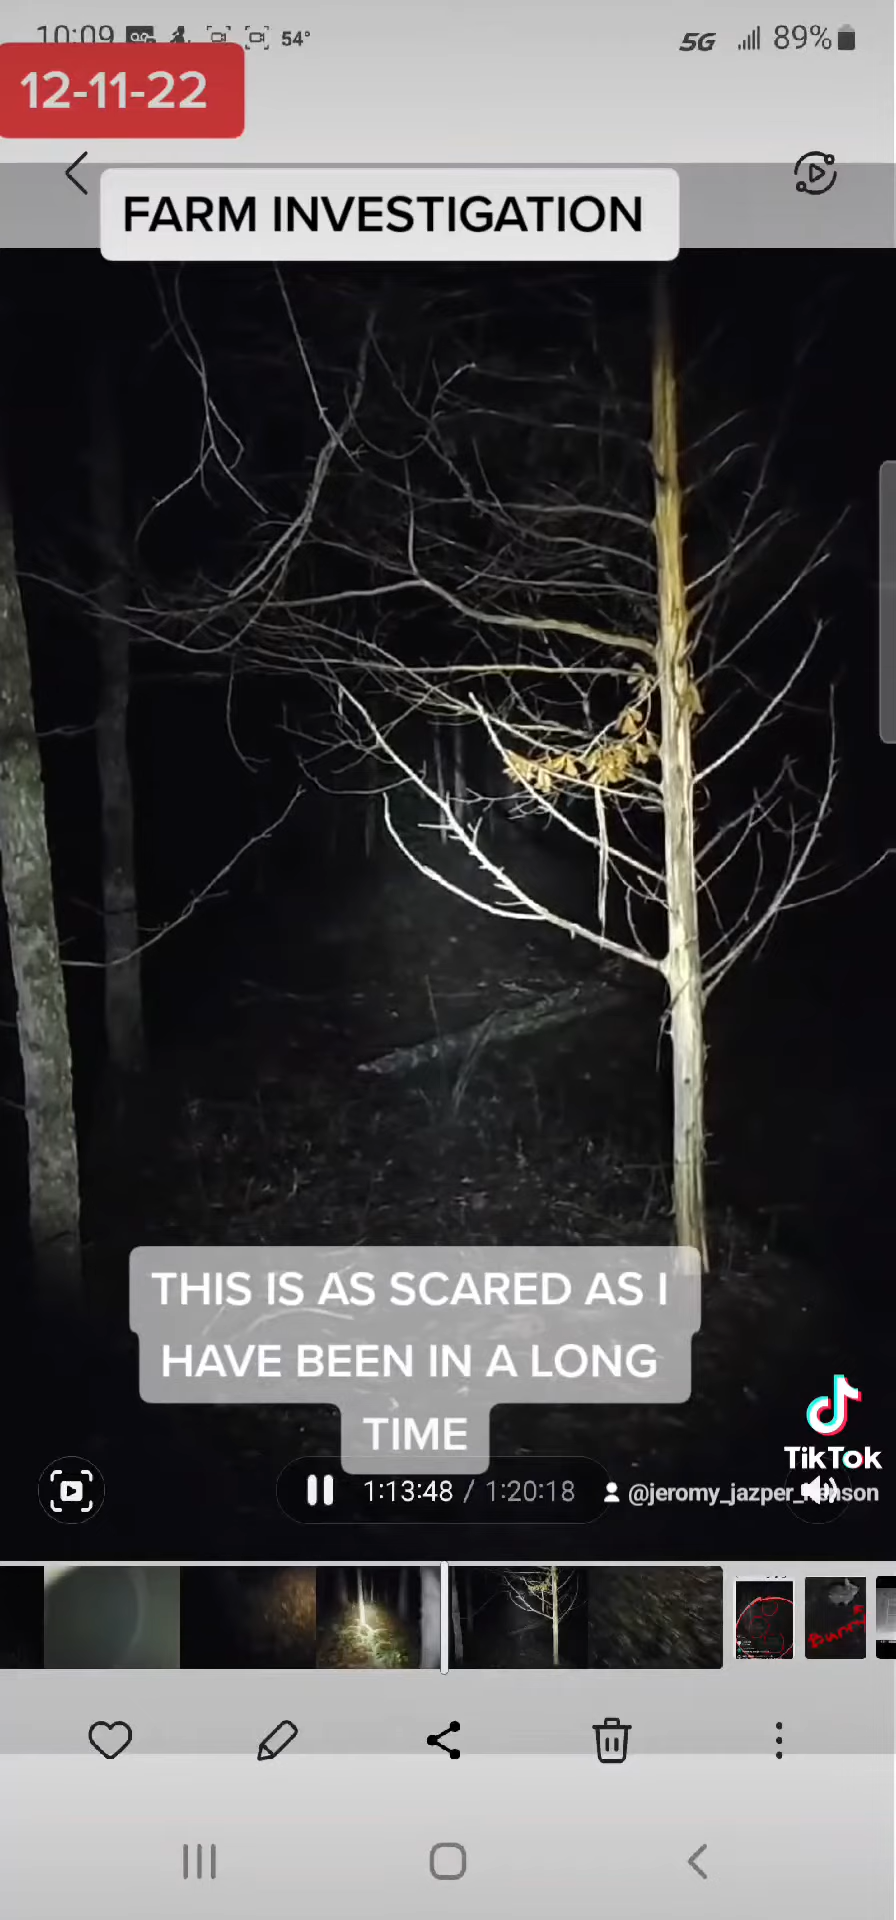 10:09
54°
5G
89%
12-11-22
FARM INVESTIGATION
THIS IS AS SCARED AS I
HAVE BEEN IN A LONG
TIME
TikTok
1:13:48 / 1:20:18
Bunny